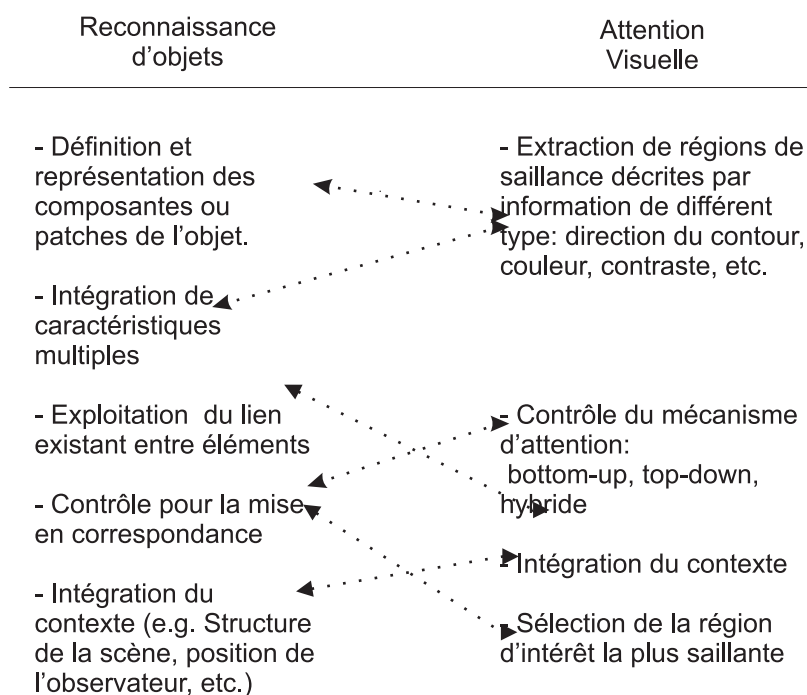 Reconnaissance
d'objets
Attention
Visuelle
- Définition et
représentation des
composantes ou
patches de l'objet.
- Intégration de
caractéristiques
multiples
- Exploitation du lien
existant entre éléments
- Contrôle pour la mise
en correspondance
- Intégration du
contexte (e.g. Structure
de la scène, position de
l'observateur, etc.)
- Extraction de régions de
saillance décrites par
information de différent
type: direction du contour,
couleur, contraste, etc.
- Contrôle du mécanisme
d'attention:
bottom-up, top-down,
hybride
- Intégration du contexte
- Sélection de la région
d'intérêt la plus saillante